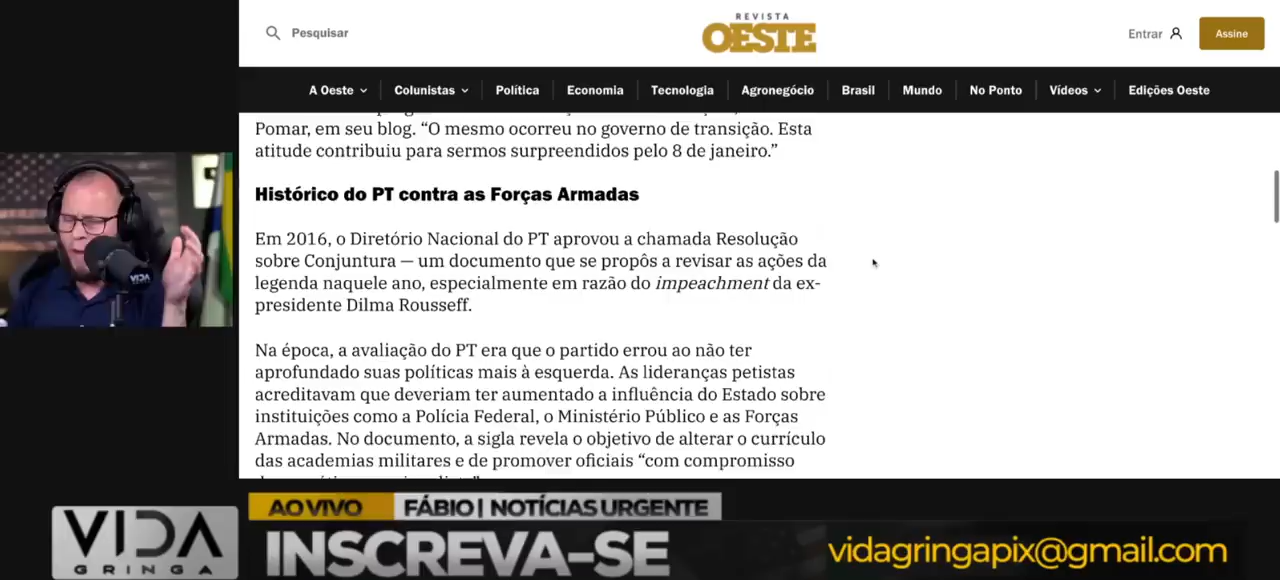 Pesquisar
REVISTA
OESTE
Entrar
Assine
A Oeste
Colunistas
Política
Economia
Tecnologia
Agronegócio
Brasil
Mundo
No Ponto
Vídeos
Edições Oeste
Pomar, em seu blog. “O mesmo ocorreu no governo de transição. Esta
atitude contribuiu para sermos surpreendidos pelo 8 de janeiro.”
Histórico do PT contra as Forças Armadas
Em 2016, o Diretório Nacional do PT aprovou a chamada Resolução
sobre Conjuntura — um documento que se propôs a revisar as ações da
legenda naquele ano, especialmente em razão do impeachment da ex-
presidente Dilma Rousseff.
Na época, a avaliação do PT era que o partido errou ao não ter
aprofundado suas políticas mais à esquerda. As lideranças petistas
acreditavam que deveriam ter aumentado a influência do Estado sobre
instituições como a Polícia Federal, o Ministério Público e as Forças
Armadas. No documento, a sigla revela o objetivo de alterar o currículo
das academias militares e de promover oficiais “com compromisso
VIDA
AO VIVO
FÁBIO | NOTÍCIAS URGENTE
VIDA
GRINGA
INSCREVA-SE
vidagringapix@gmail.com